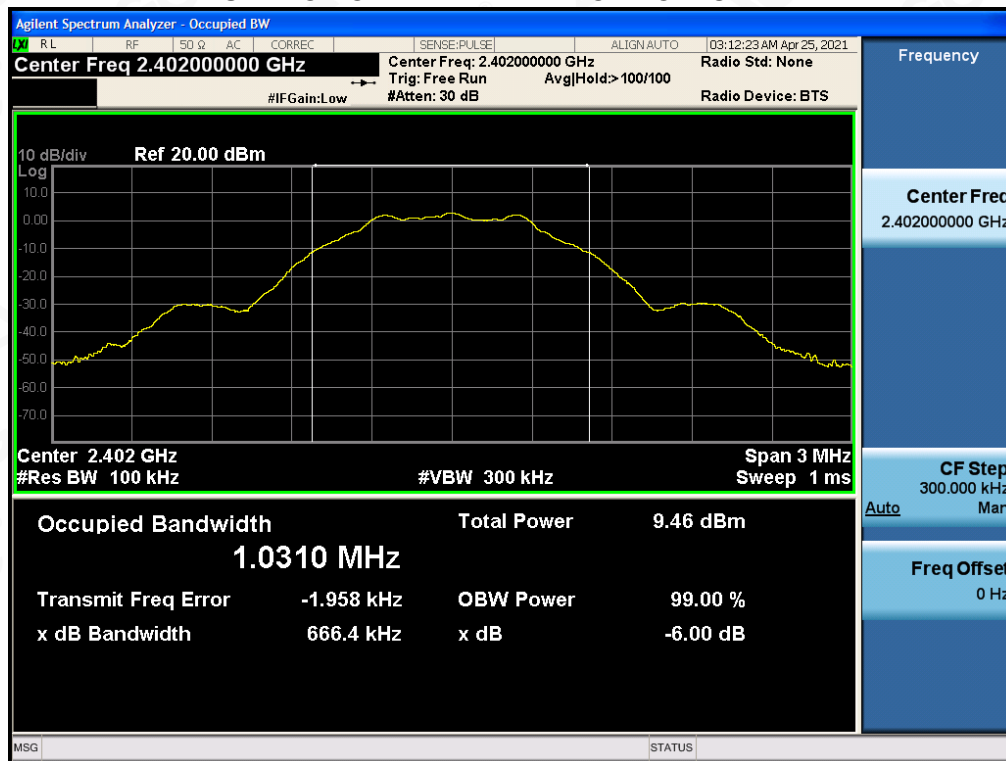 Agilent Spectrum Analyzer - Occupied BW
LXI RL RF 50 Ω AC CORREC SENSE:PULSE ALIGN AUTO 03:12:23 AM Apr 25, 2021
Center Freq 2.402000000 GHz
Center Freq: 2.402000000 GHz Radio Std: None
Trig: Free Run Avg|Hold:> 100/100
#IFGain:Low #Atten: 30 dB Radio Device: BTS
10 dB/div Ref 20.00 dBm
Log
10.0
0.00
-10.0
-20.0
-30.0
-40.0
-50.0
-60.0
-70.0
Center 2.402 GHz Span 3 MHz
#Res BW 100 kHz #VBW 300 kHz Sweep 1 ms
Occupied Bandwidth Total Power 9.46 dBm
1.0310 MHz
Transmit Freq Error -1.958 kHz OBW Power 99.00 %
x dB Bandwidth 666.4 kHz x dB -6.00 dB
MSG STATUS
Frequency
Center Freq
2.402000000 GHz
CF Step
300.000 kHz
Auto Man
Freq Offset
0 Hz